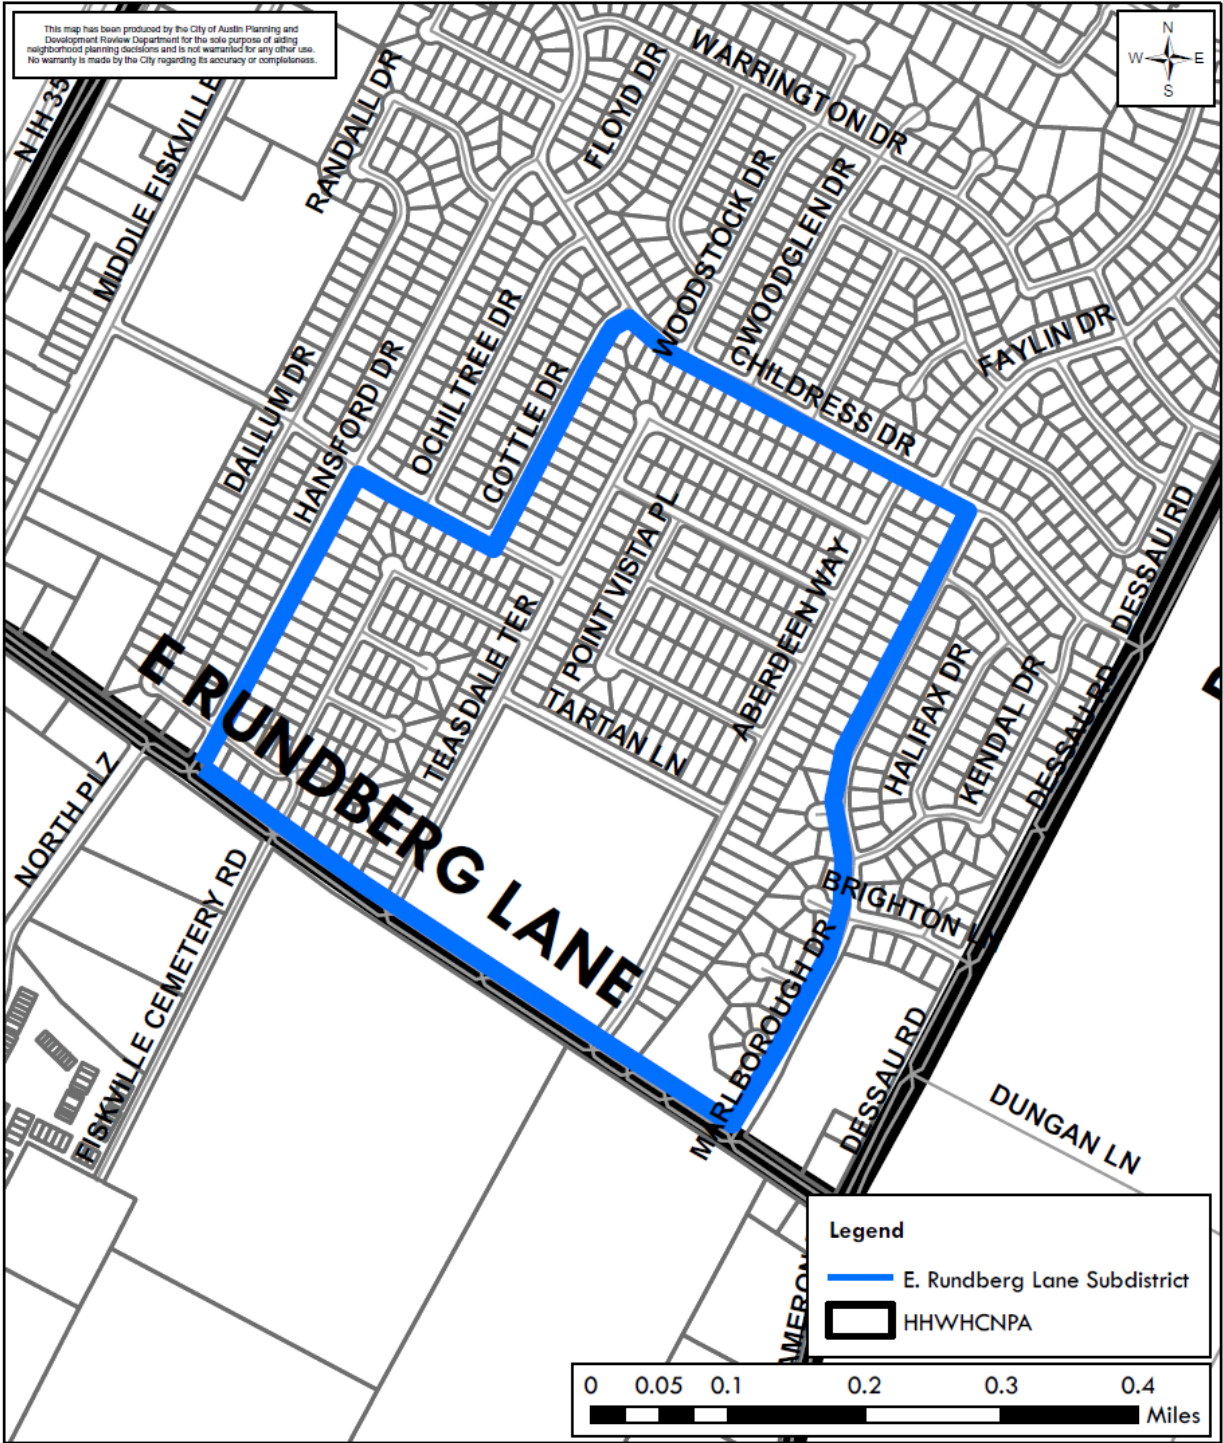 This map has been produced by the City of Austin Planning and
Development Review Department for the sole purpose of aiding
neighborhood planning decisions and is not warranted for any other use.
No warranty is made by the City regarding its accuracy or completeness.
N
W E
S
N IH 35
MIDDLE FISKVILLE
RANDALL DR
FLOYD DR
WARRINGTON DR
WOODSTOCK DR
WOODGLEN DR
CHILDRESS DR
FAYLIN DR
DALLUM DR
HANSFORD DR
OCHILTREE DR
COTTLE DR
POINT VISTA PL
ABERDEEN WAY
TEASDALE TER
TARTAN LN
HALIFAX DR
KENDAL DR
DESSAU RD
DESSAU RD
E RUNDBERG LANE
NORTH PLZ
FISKVILLE CEMETERY RD
BRIGHTON L
MARLBOROUGH DR
DESSAU RD
DUNGAN LN
AMERON
Legend
E. Rundberg Lane Subdistrict
HHWHCNPA
0 0.05 0.1 0.2 0.3 0.4
Miles